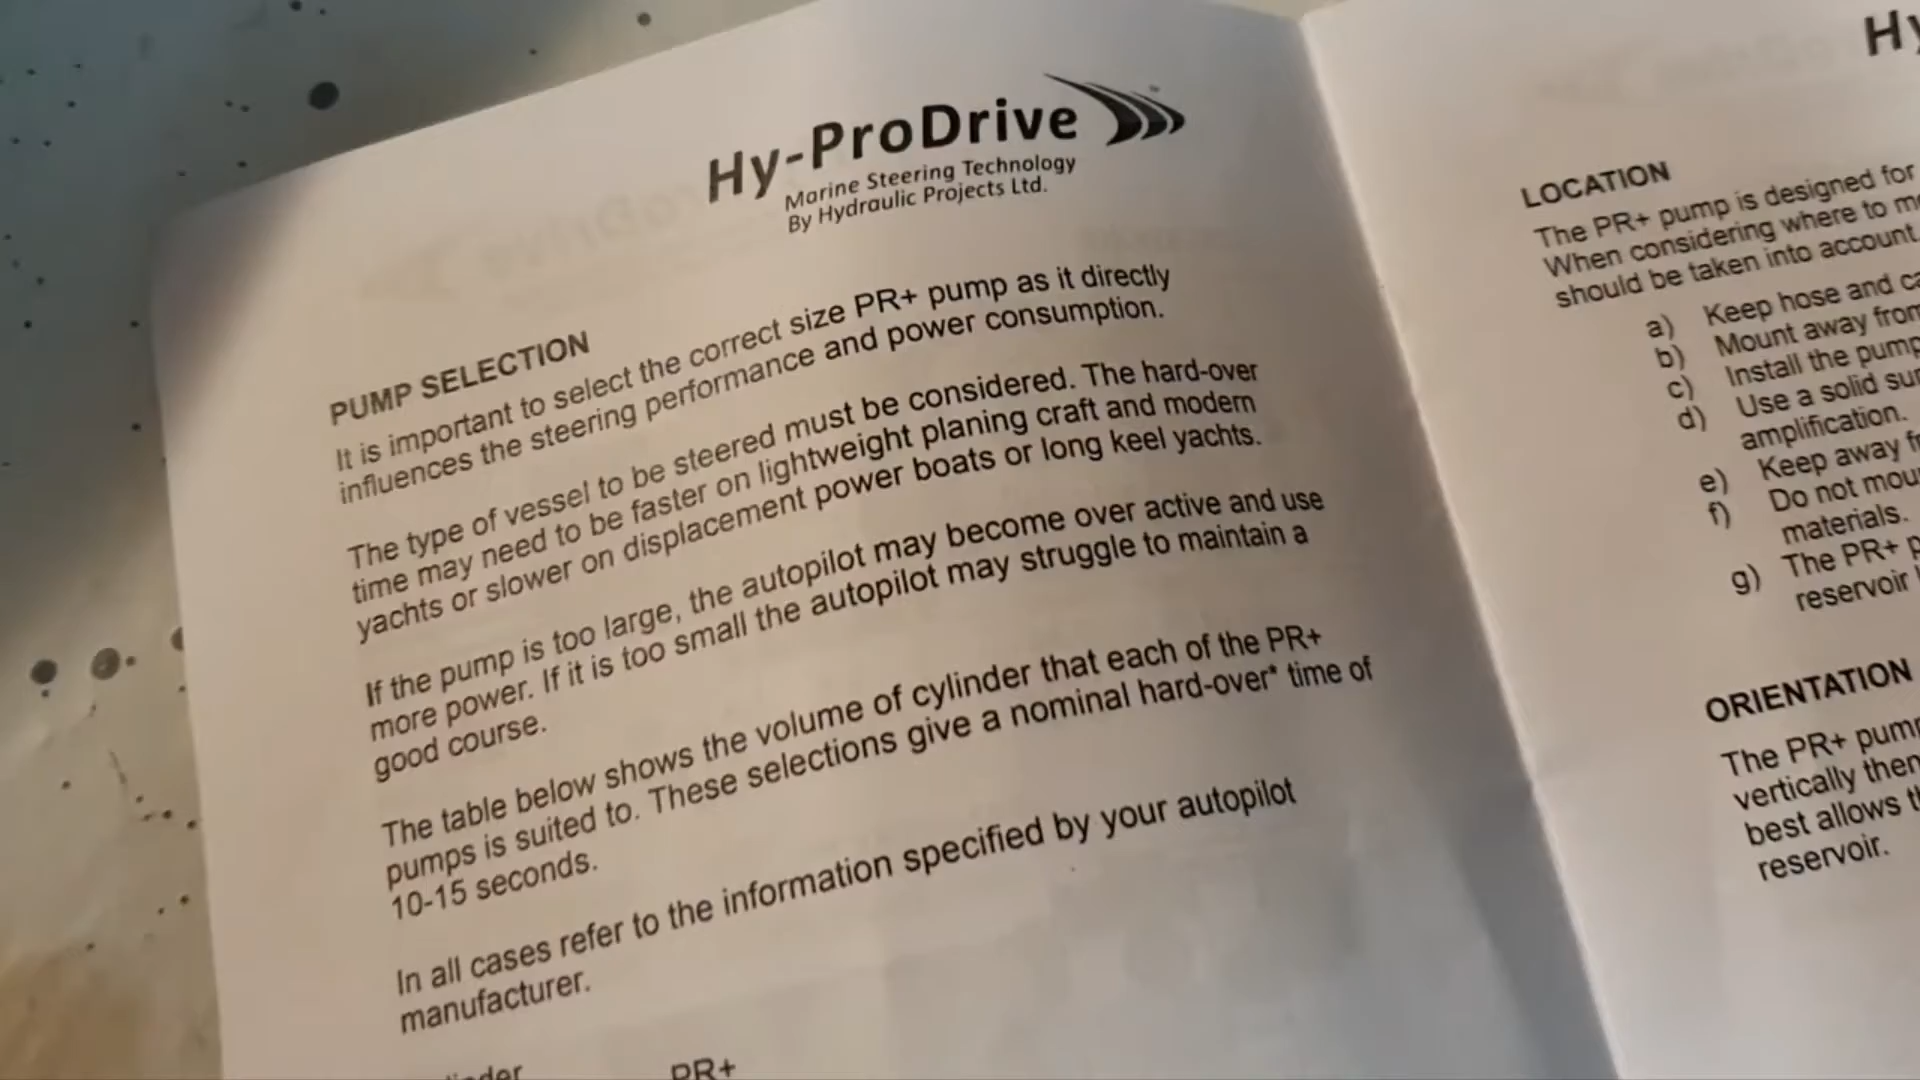 Hy-ProDrive
Marine Steering Technology
By Hydraulic Projects Ltd.
PUMP SELECTION
It is important to select the correct size PR+ pump as it directly
influences the steering performance and power consumption.
The type of vessel to be steered must be considered. The hard-over
time may need to be faster on lightweight planing craft and modern
yachts or slower on displacement power boats or long keel yachts.
If the pump is too large, the autopilot may become over active and use
more power. If it is too small the autopilot may struggle to maintain a
good course.
The table below shows the volume of cylinder that each of the PR+
pumps is suited to. These selections give a nominal hard-over* time of
10-15 seconds.
In all cases refer to the information specified by your autopilot
manufacturer.
PR+
Hy
LOCATION
The PR+ pump is designed for
When considering where to
should be taken into account.
a) Keep hose and
b) Mount away from
c) Install the pump
d) Use a solid
amplification.
e) Keep away
f) Do not
materials.
g) The PR+
reservoir
ORIENTATION
The PR+ pump
vertically then
best allows
reservoir.